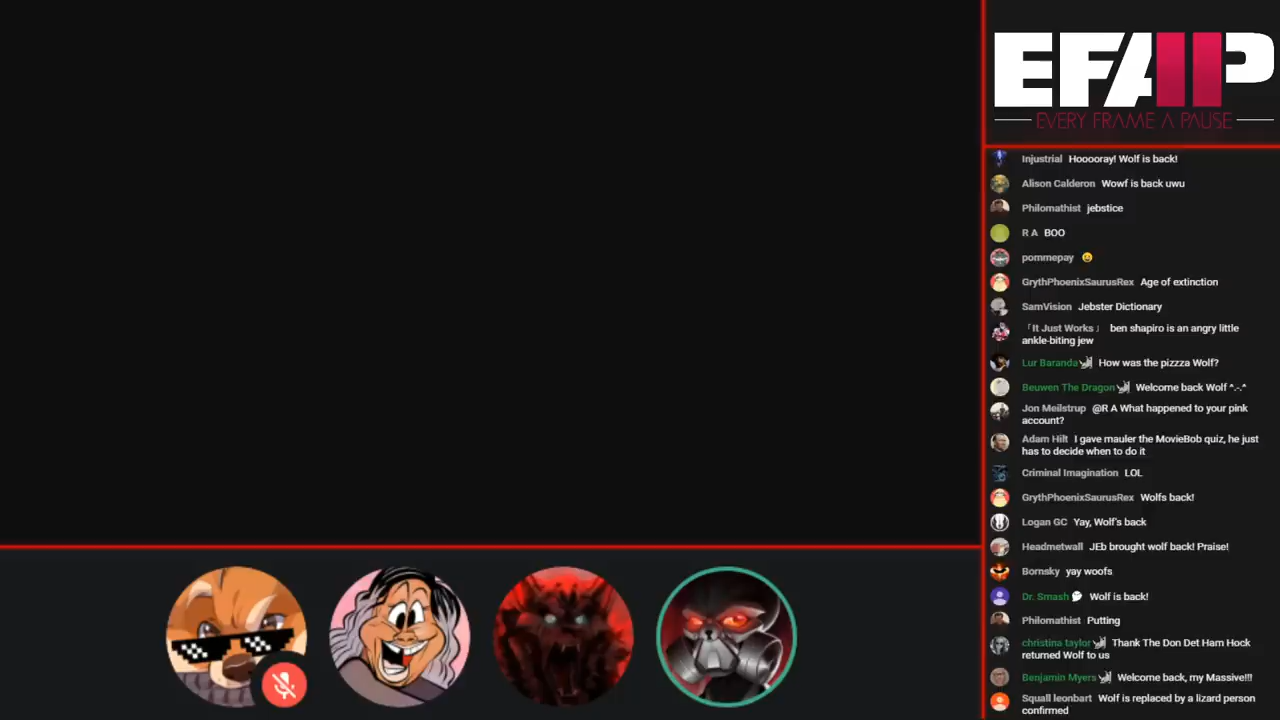 EFAP
EVERY FRAME A PAUSE
Injustrial Hooooray! Wolf is back!
Alison Calderon Wowf is back uwu
Philomathist jebstice
R A BOO
pommepay
GrythPhoenixSaurusRex Age of extinction
SamVision Jebster Dictionary
「It Just Works」 ben shapiro is an angry little
ankle-biting jew
Lur Baranda How was the pizzza Wolf?
Beuwen The Dragon Welcome back Wolf ^.-.^
Jon Meilstrup @R A What happened to your pink
account?
Adam Hilt I gave mauler the MovieBob quiz, he just
has to decide when to do it
Criminal Imagination LOL
GrythPhoenixSaurusRex Wolfs back!
Logan GC Yay, Wolf's back
Headmetwall JEb brought wolf back! Praise!
Bornsky yay woofs
Dr. Smash Wolf is back!
Philomathist Putting
christina taylor Thank The Don Det Ham Hock
returned Wolf to us
Benjamin Myers Welcome back, my Massive!!!
Squall leonbart Wolf is replaced by a lizard person
confirmed